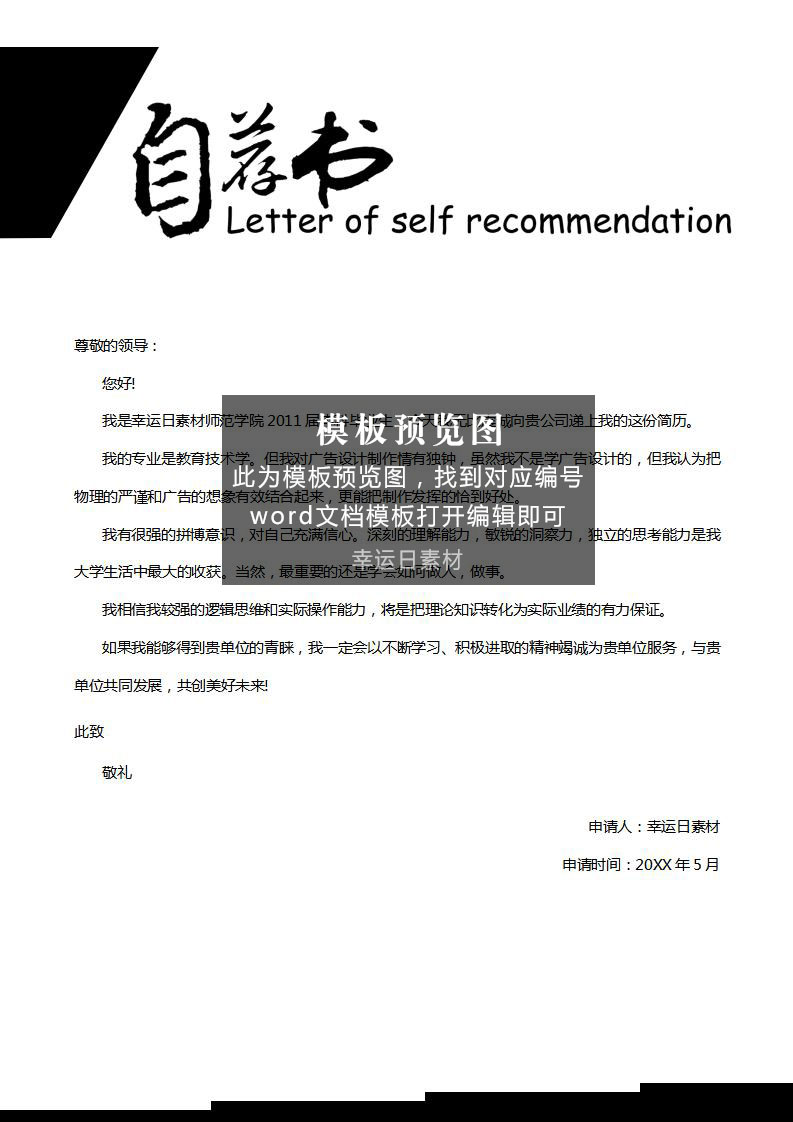 自荐书
Letter of self recommendation
尊敬的领导：
您好!
我是幸运日素材师范学院 2011 届向贵公司递上我的这份简历。
模板预览图
我的专业是教育技术学。但我对广告设计制作情有独钟，虽然我不是学广告设计的，但我认为把
此为模板预览图，找到对应编号
物理的严谨和广告的想象有效结合起来，更能把制作发挥的恰到好处。
word文档模板打开编辑即可
我有很强的拼博意识，对自己充满信心。深刻的理解能力，敏锐的洞察力，独立的思考能力是我
幸运日素材
大学生活中最大的收获。当然，最重要的还是学会如何做人，做事。
我相信我较强的逻辑思维和实际操作能力，将是把理论知识转化为实际业绩的有力保证。
如果我能够得到贵单位的青睐，我一定会以不断学习、积极进取的精神竭诚为贵单位服务，与贵
单位共同发展，共创美好未来!
此致
敬礼
申请人：幸运日素材
申请时间：20XX 年 5 月